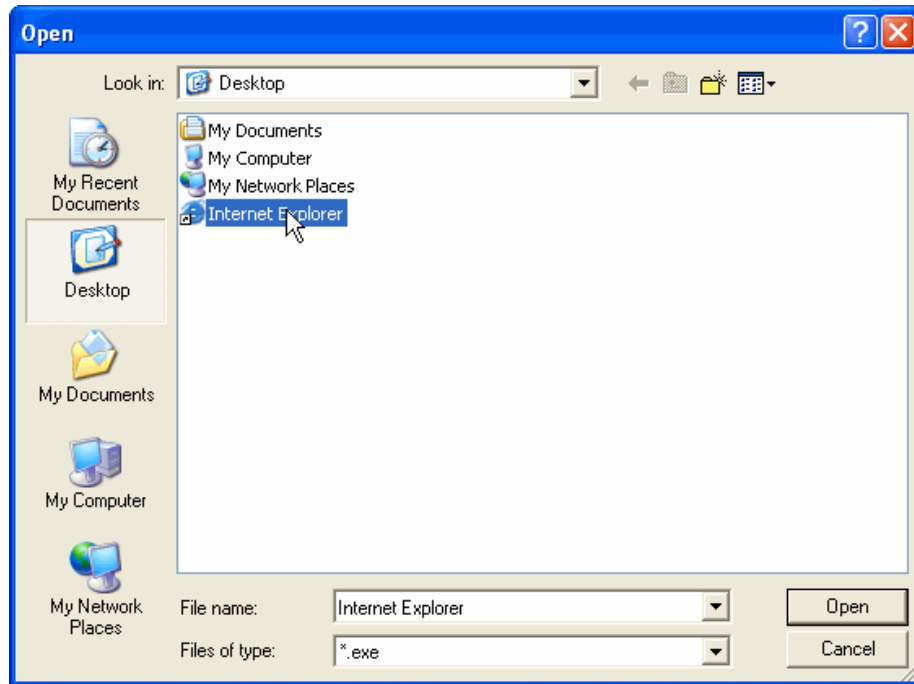 Open
Look in: Desktop
My Recent
Documents
Desktop
My Documents
My Computer
My Network
Places
My Documents
My Computer
My Network Places
Internet Explorer
File name: Internet Explorer
Open
Files of type: *.exe
Cancel